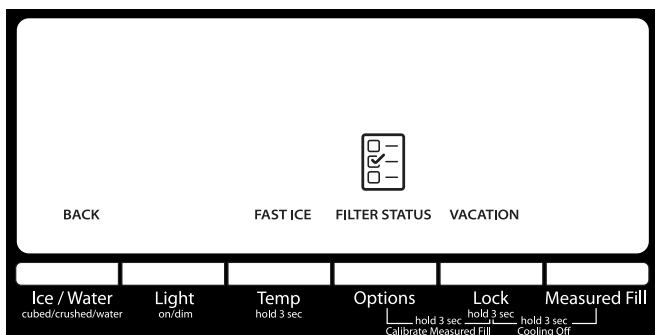 BACK FAST ICE FILTER STATUS VACATION
Ice / Water Light Temp Options Lock Measured Fill
cubed/crushed/water on/dim hold 3 sec hold 3 sec
hold 3 sec hold 3 sec
Calibrate Measured Fill Cooling Off